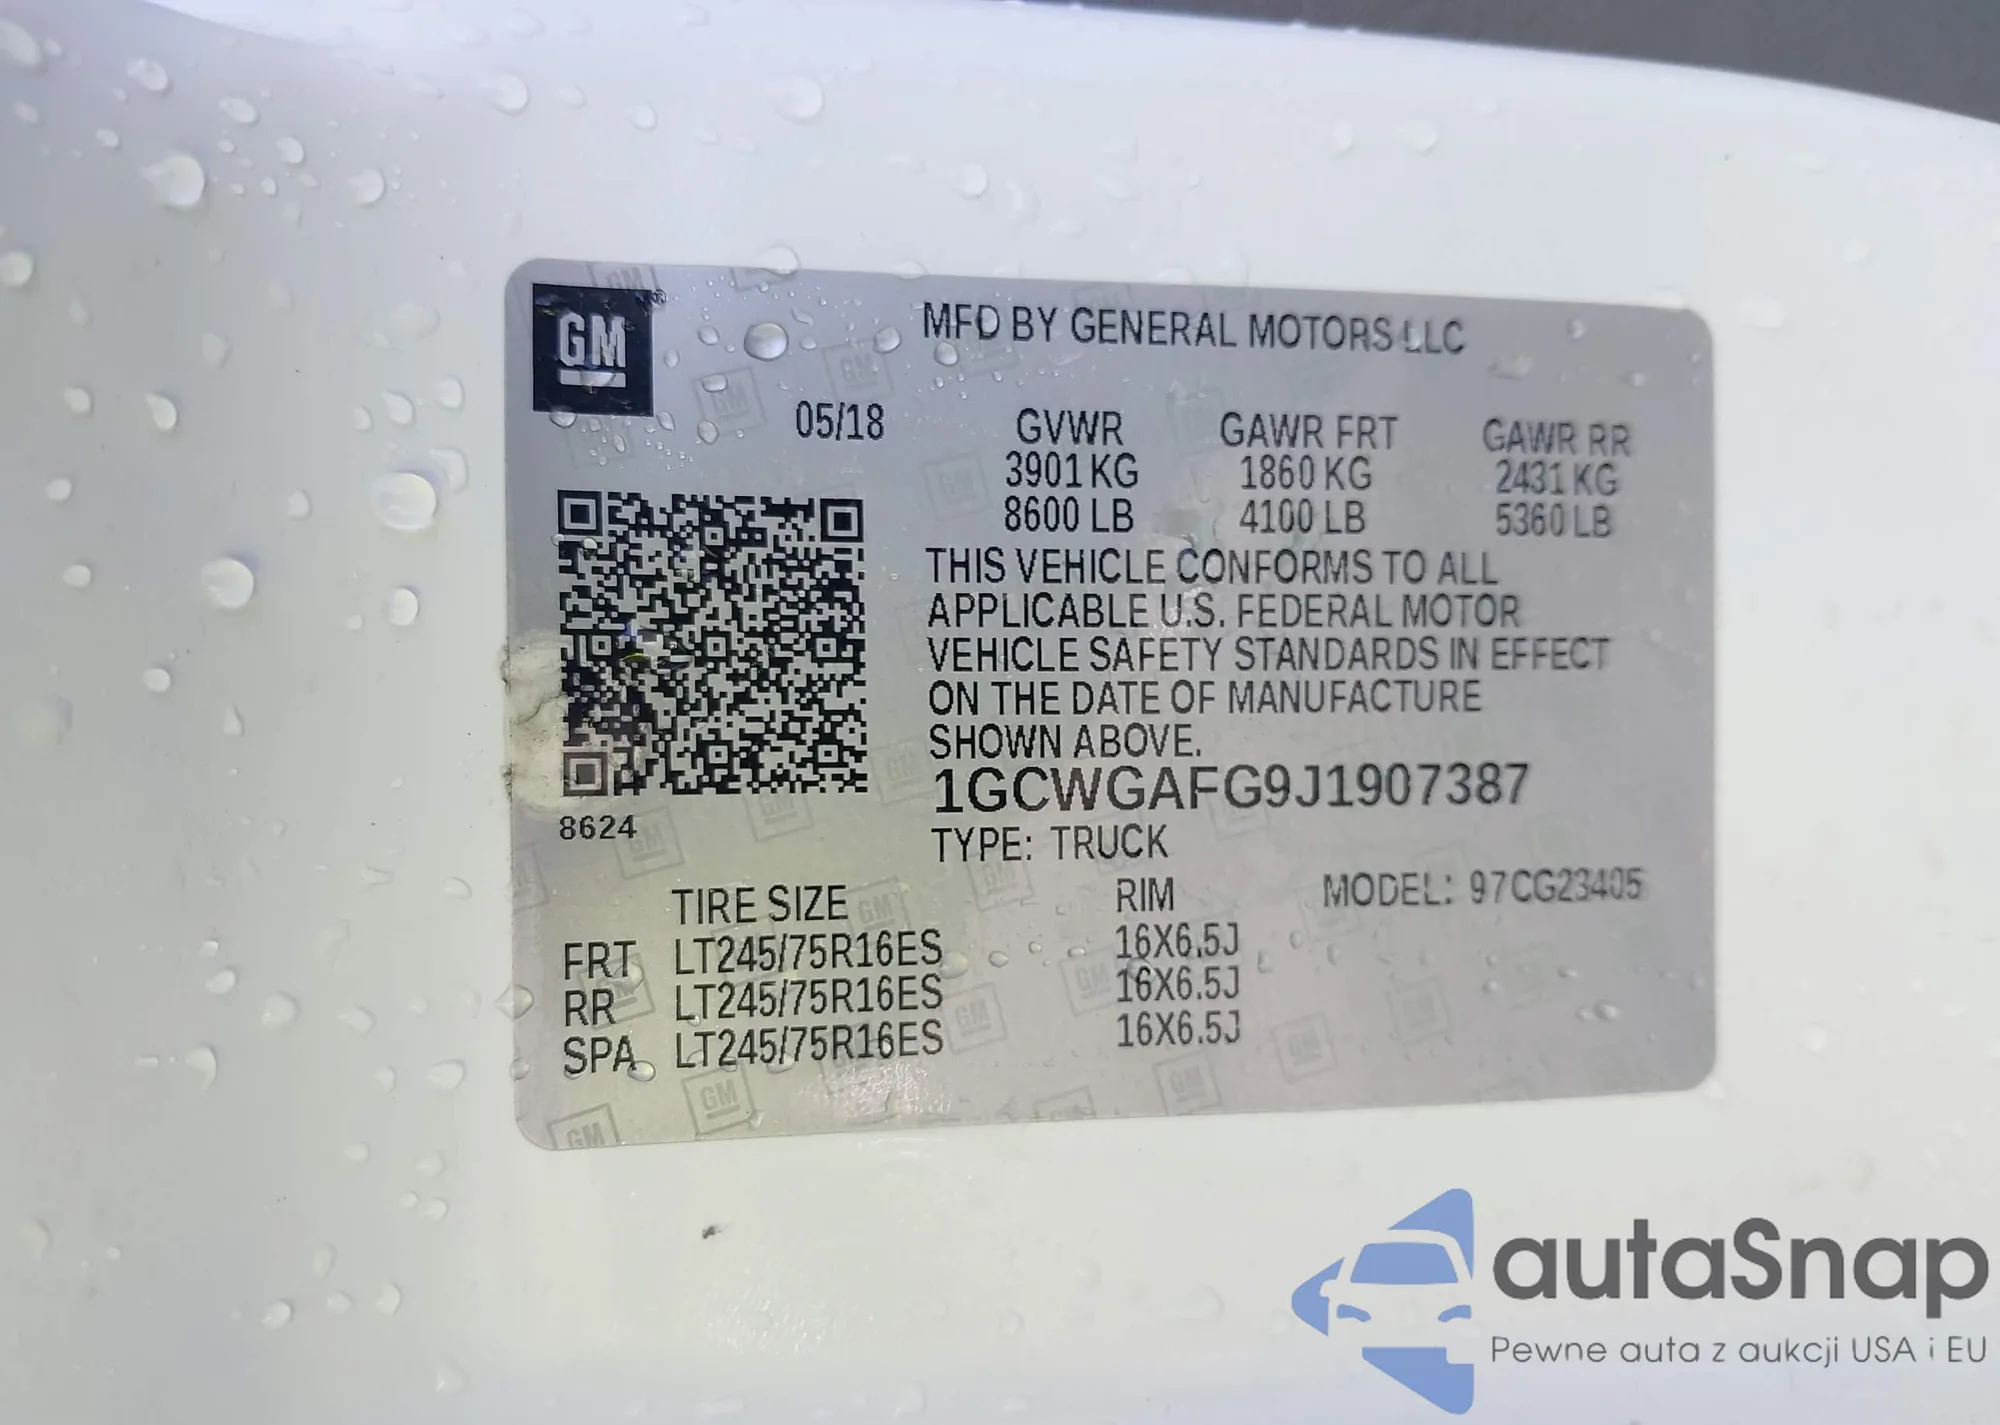 GM
MFD BY GENERAL MOTORS LLC
05/18
GVWR GAWR FRT GAWR RR
3901 KG 1860 KG 2431 KG
8600 LB 4100 LB 5360 LB
THIS VEHICLE CONFORMS TO ALL
APPLICABLE U.S. FEDERAL MOTOR
VEHICLE SAFETY STANDARDS IN EFFECT
ON THE DATE OF MANUFACTURE
SHOWN ABOVE.
1GCWGAFG9J1907387
8624
TYPE: TRUCK
TIRE SIZE RIM MODEL: 97CG23405
FRT LT245/75R16ES 16X6.5J
RR LT245/75R16ES 16X6.5J
SPA LT245/75R16ES 16X6.5J
autaSnap
Pewne auta z aukcji USA i EU